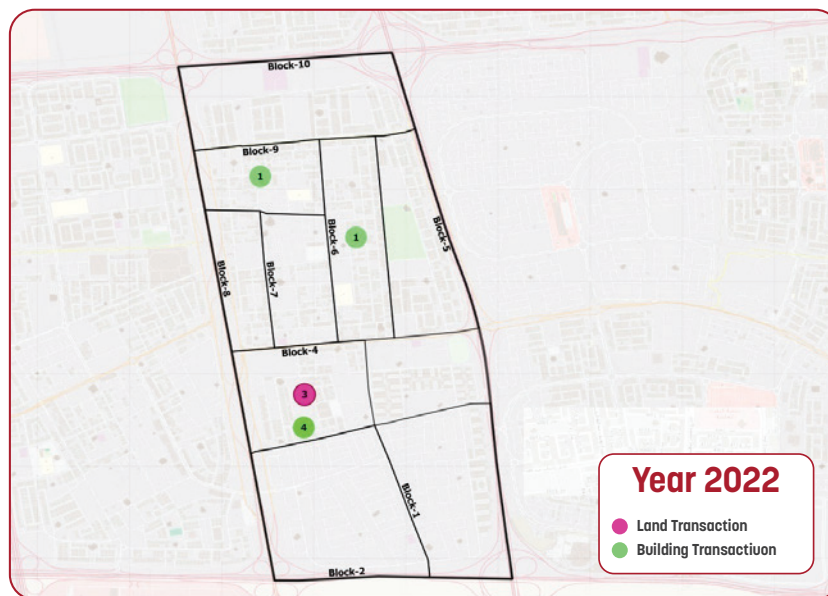 Block-10
Block-9
1
Block-6
1
Block-5
Block-8
Block-7
Block-4
3
4
Block-1
Block-2
Year 2022
Land Transaction
Building Transactiuon